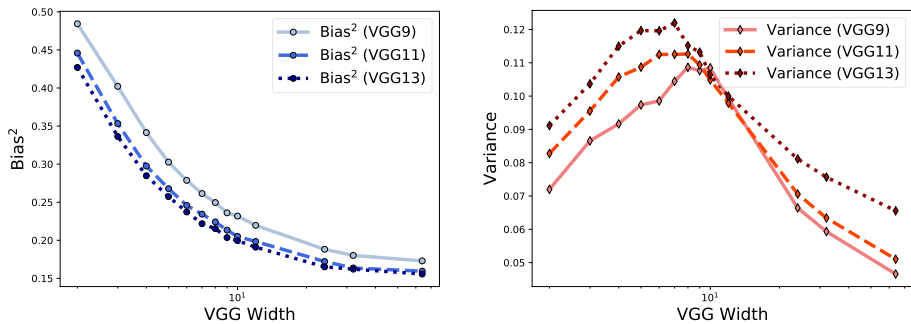 0.50
0.45
0.40
0.35
0.30
0.25
0.20
0.15
Bias²
10¹
VGG Width
Bias² (VGG9)
Bias² (VGG11)
Bias² (VGG13)
0.12
0.11
0.10
0.09
0.08
0.07
0.06
0.05
Variance
10¹
VGG Width
Variance (VGG9)
Variance (VGG11)
Variance (VGG13)